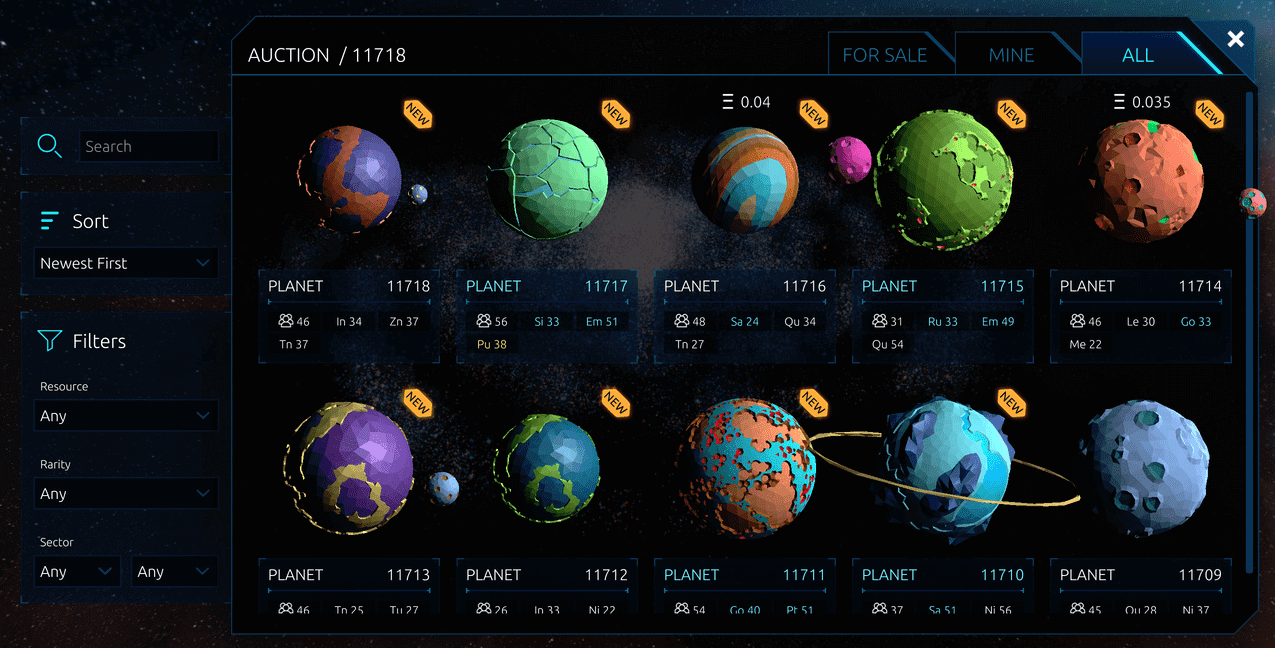 AUCTION / 11718
FOR SALE
MINE
ALL
Search
Sort
Newest First
Filters
Resource
Any
Rarity
Any
Sector
Any Any
NEW NEW Ξ 0.04 NEW NEW Ξ 0.035 NEW
PLANET 11718
46 In 34 Zn 37
Tn 37
PLANET 11717
56 Si 33 Em 51
Pu 38
PLANET 11716
48 Sa 24 Qu 34
Tn 27
PLANET 11715
31 Ru 33 Em 49
Qu 54
PLANET 11714
46 Le 30 Go 33
Me 22
NEW NEW NEW NEW
PLANET 11713
46 Tn 25 Tu 27
PLANET 11712
26 In 33 Ni 22
PLANET 11711
54 Go 40 Pt 51
PLANET 11710
37 Sa 51 Ni 56
PLANET 11709
45 Qu 28 Ni 37